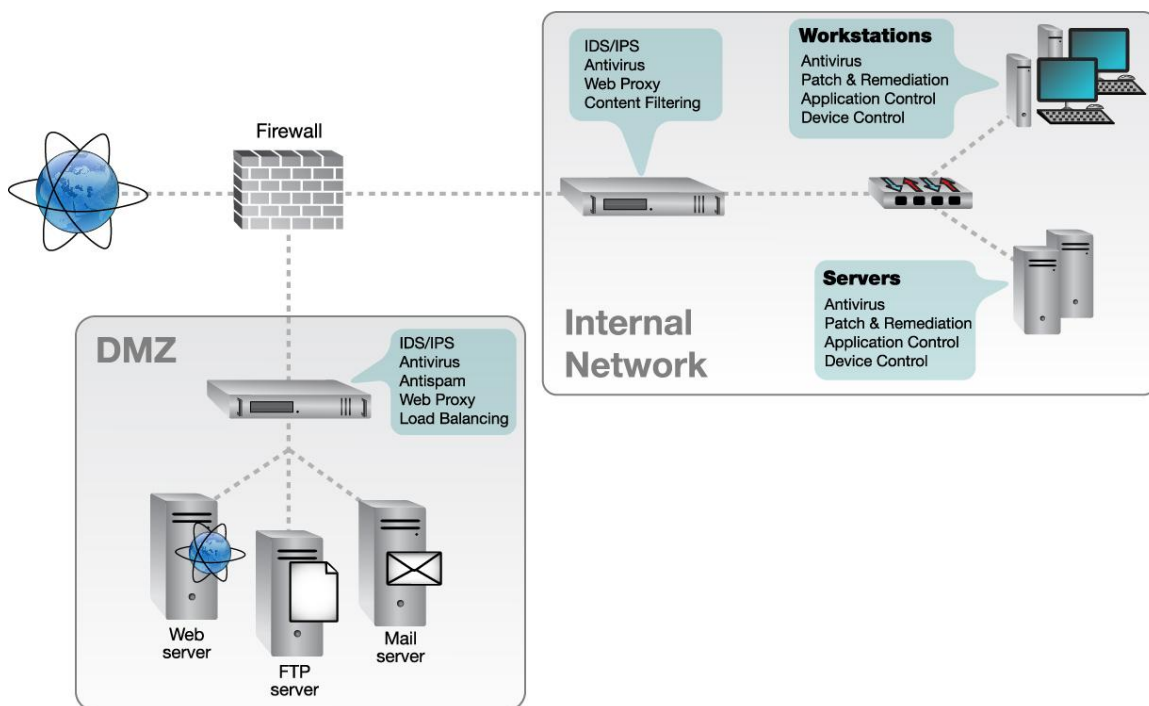 Firewall
IDS/IPS
Antivirus
Web Proxy
Content Filtering
Workstations
Antivirus
Patch & Remediation
Application Control
Device Control
Servers
Antivirus
Patch & Remediation
Application Control
Device Control
Internal
Network
DMZ
IDS/IPS
Antivirus
Antispam
Web Proxy
Load Balancing
Web
server
FTP
server
Mail
server